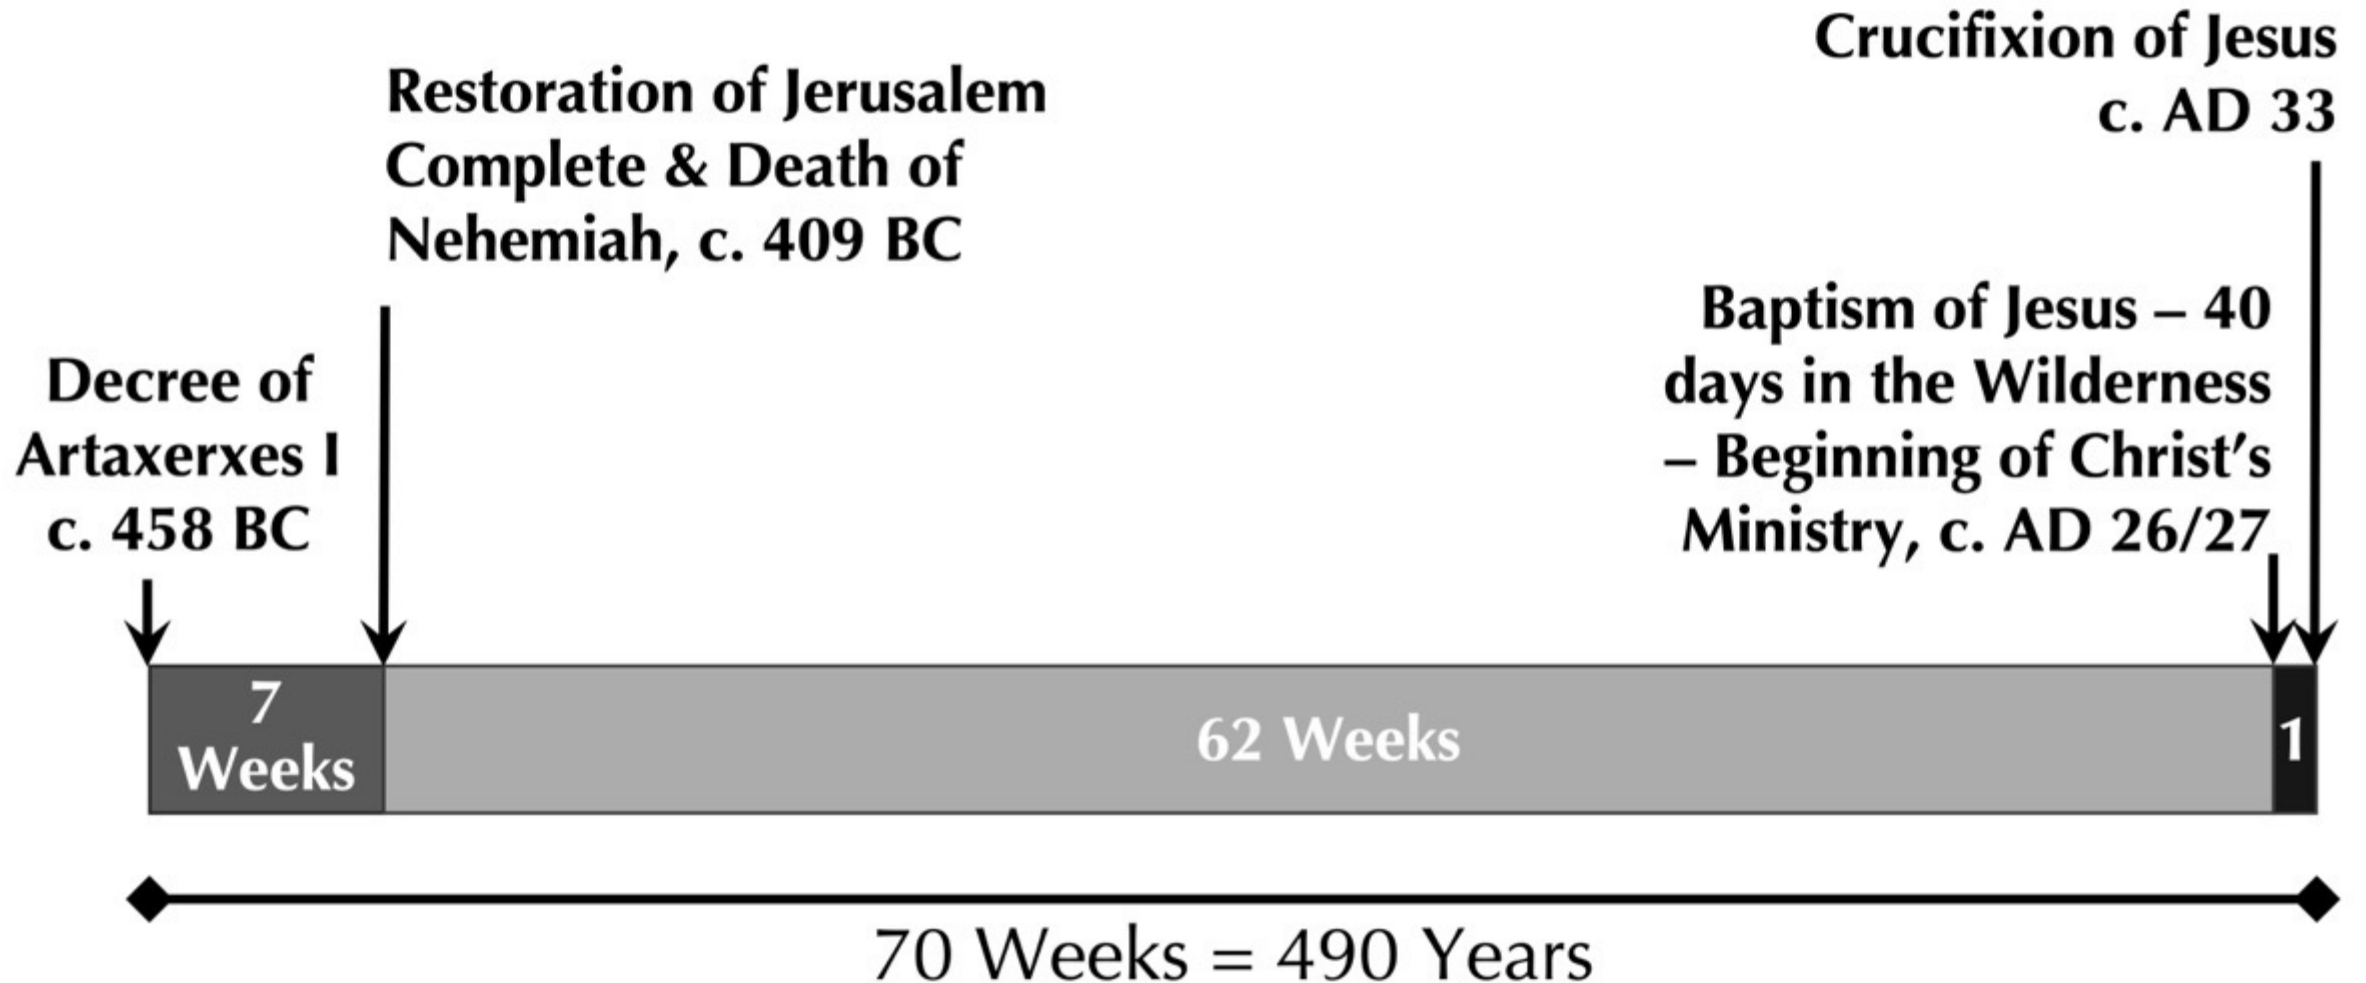 Decree of
Artaxerxes I
c. 458 BC
Restoration of Jerusalem
Complete & Death of
Nehemiah, c. 409 BC
Baptism of Jesus – 40
days in the Wilderness
– Beginning of Christ’s
Ministry, c. AD 26/27
Crucifixion of Jesus
c. AD 33
7
Weeks
62 Weeks
1
70 Weeks = 490 Years